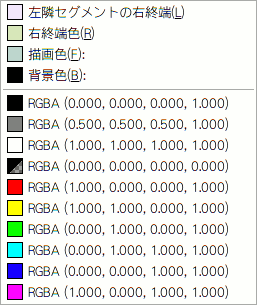 左隣セグメントの右終端(L)
右終端色(R)
描画色(F):
背景色(B):
RGBA (0.000, 0.000, 0.000, 1.000)
RGBA (0.500, 0.500, 0.500, 1.000)
RGBA (1.000, 1.000, 1.000, 1.000)
RGBA (0.000, 0.000, 0.000, 0.000)
RGBA (1.000, 0.000, 0.000, 1.000)
RGBA (1.000, 1.000, 0.000, 1.000)
RGBA (0.000, 1.000, 0.000, 1.000)
RGBA (0.000, 1.000, 1.000, 1.000)
RGBA (0.000, 0.000, 1.000, 1.000)
RGBA (1.000, 0.000, 1.000, 1.000)